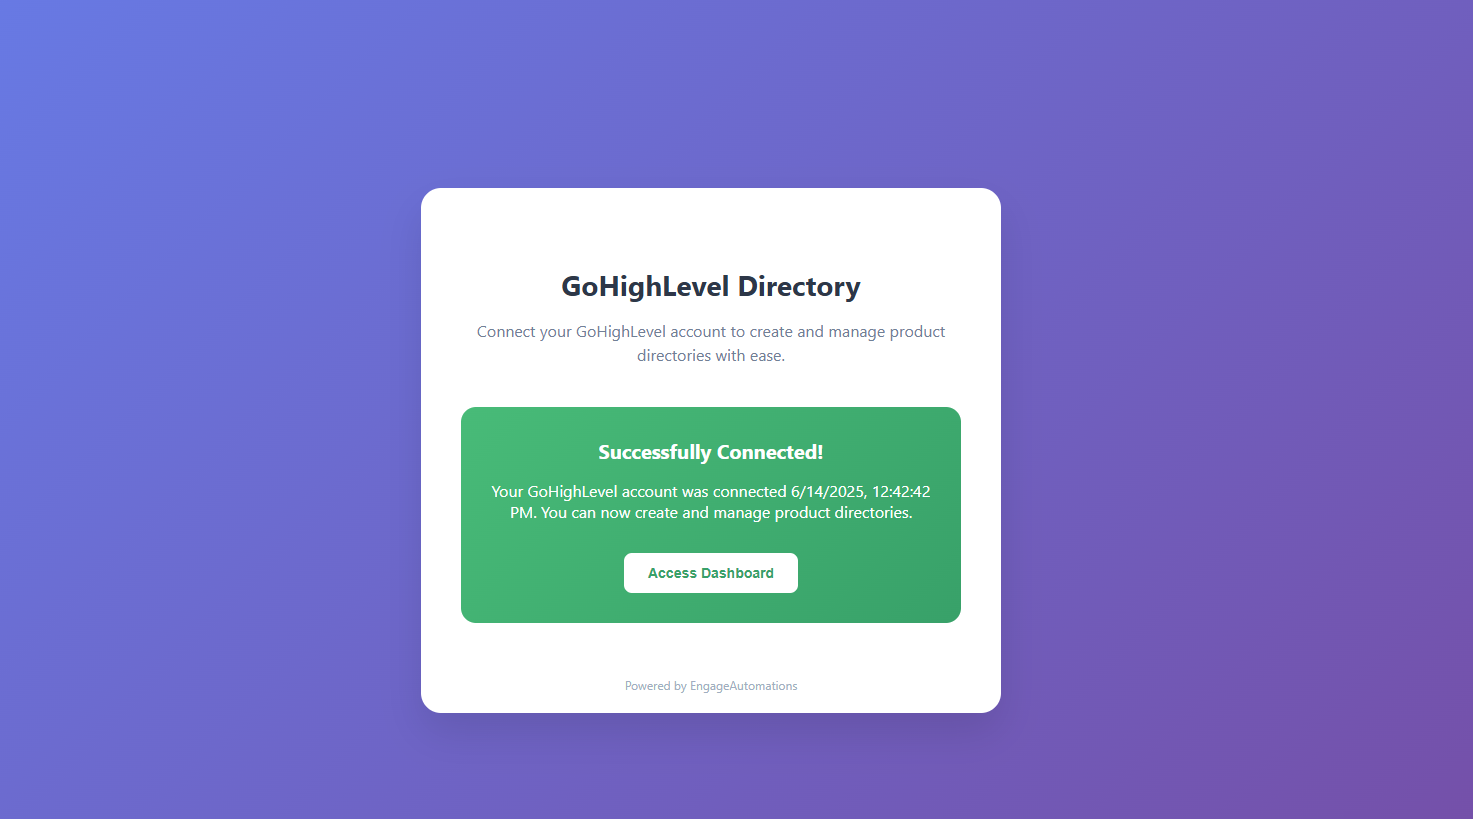 GoHighLevel Directory
Connect your GoHighLevel account to create and manage product
directories with ease.
Successfully Connected!
Your GoHighLevel account was connected 6/14/2025, 12:42:42
PM. You can now create and manage product directories.
Access Dashboard
Powered by EngageAutomations